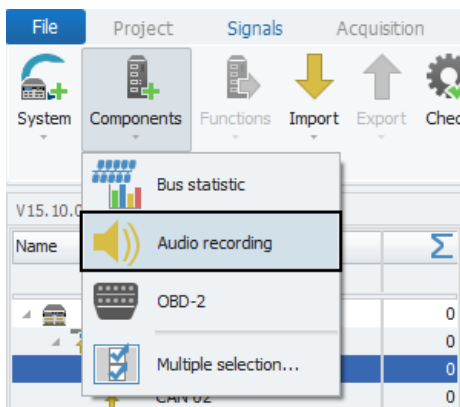 File Project Signals Acquisition
System Components Functions Import Export Chec
Bus statistic
V15.10.0
Name Audio recording Σ
OBD-2
0
0
Multiple selection... 0
CAN 02 0